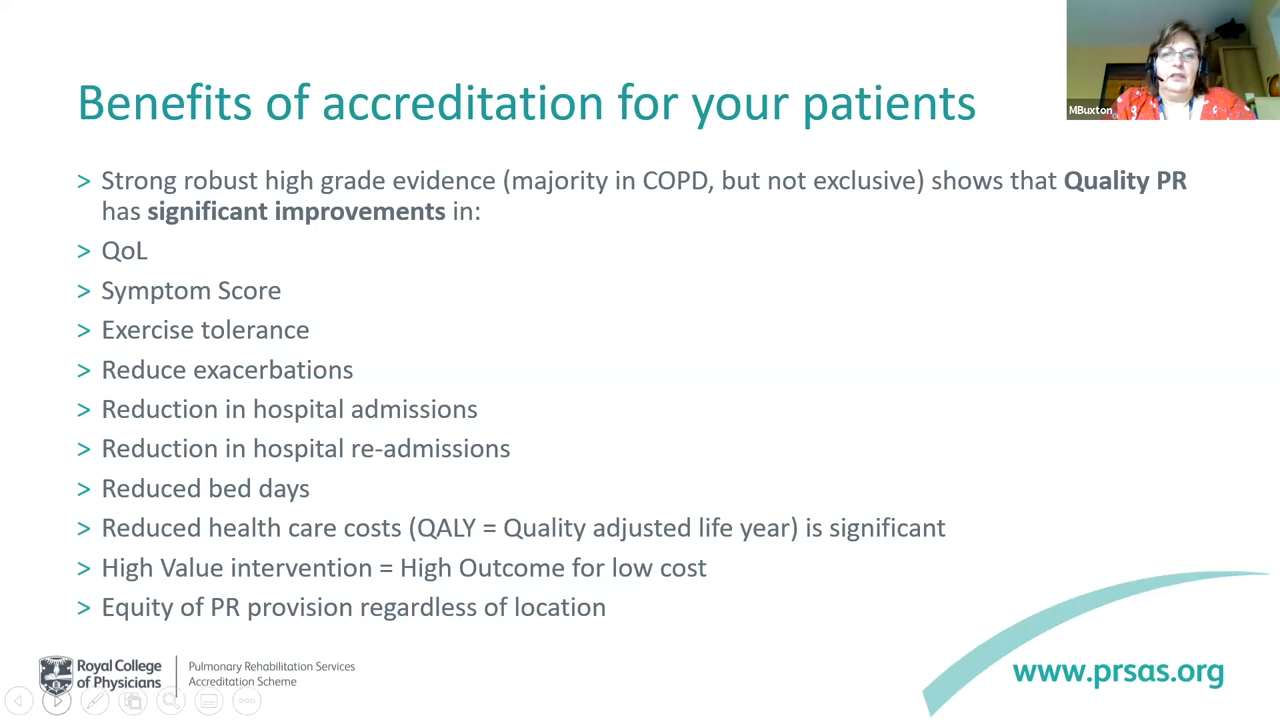 Benefits of accreditation for your patients
MBuxton
> Strong robust high grade evidence (majority in COPD, but not exclusive) shows that Quality PR
has significant improvements in:
> QoL
> Symptom Score
> Exercise tolerance
> Reduce exacerbations
> Reduction in hospital admissions
> Reduction in hospital re-admissions
> Reduced bed days
> Reduced health care costs (QALY = Quality adjusted life year) is significant
> High Value intervention = High Outcome for low cost
> Equity of PR provision regardless of location
Royal College
of Physicians
Pulmonary Rehabilitation Services
Accreditation Scheme
www.prsas.org